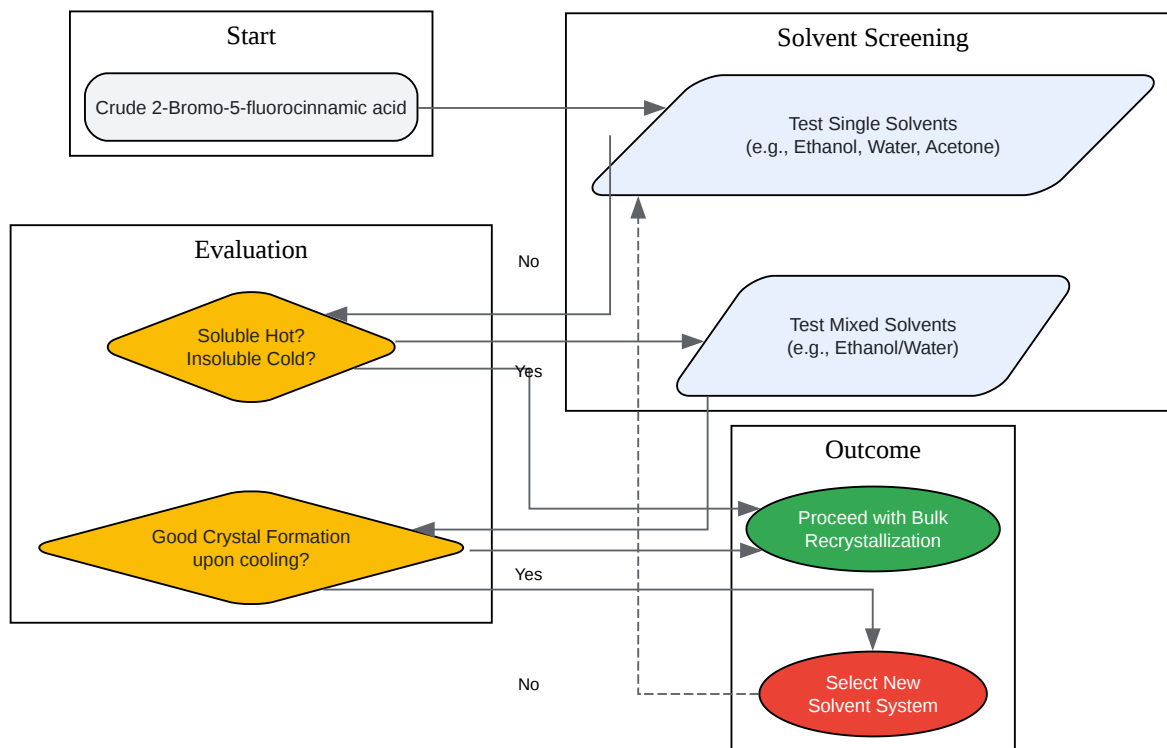 Start
Crude 2-Bromo-5-fluorocinnamic acid
Solvent Screening
Test Single Solvents
(e.g., Ethanol, Water, Acetone)
Evaluation
No
Soluble Hot?
Insoluble Cold?
Test Mixed Solvents
(e.g., Ethanol/Water)
Yes
Outcome
Good Crystal Formation
upon cooling?
Proceed with Bulk
Recrystallization
Yes
No
Select New
Solvent System